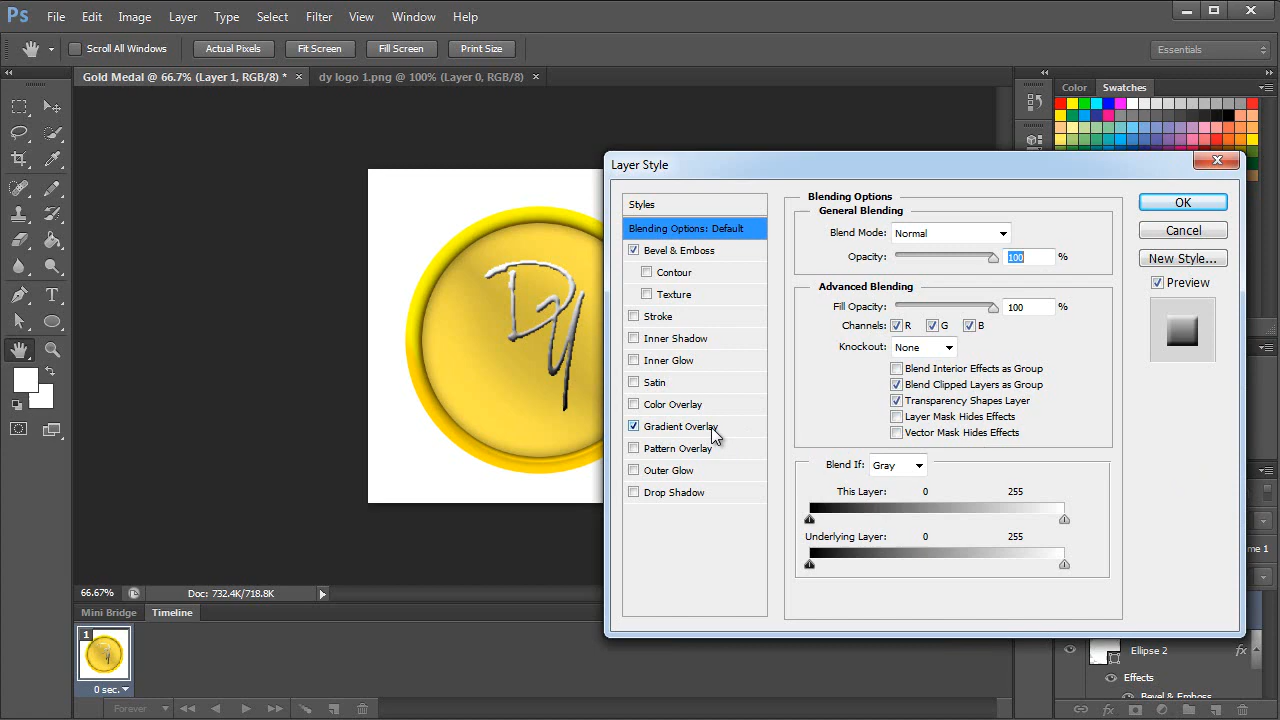 Ps File Edit Image Layer Type Select Filter View Window Help
Scroll All Windows Actual Pixels Fit Screen Fill Screen Print Size Essentials
Gold Medal @ 66.7% (Layer 1, RGB/8) * × dy logo 1.png @ 100% (Layer 0, RGB/8) × Color Swatches
Layer Style
Styles
Blending Options: Default
Bevel & Emboss
Contour
Texture
Stroke
Inner Shadow
Inner Glow
Satin
Color Overlay
Gradient Overlay
Pattern Overlay
Outer Glow
Drop Shadow
Blending Options
General Blending
Blend Mode: Normal
Opacity: 100 %
Advanced Blending
Fill Opacity: 100 %
Channels: R G B
Knockout: None
Blend Interior Effects as Group
Blend Clipped Layers as Group
Transparency Shapes Layer
Layer Mask Hides Effects
Vector Mask Hides Effects
Blend If: Gray
This Layer: 0 255
Underlying Layer: 0 255
OK
Cancel
New Style...
Preview
DY
66.67% Doc: 732.4K/718.8K
Mini Bridge Timeline
1
0 sec.
Forever
me 1
Ellipse 2 fx
Effects
Bevel & Emboss
fx